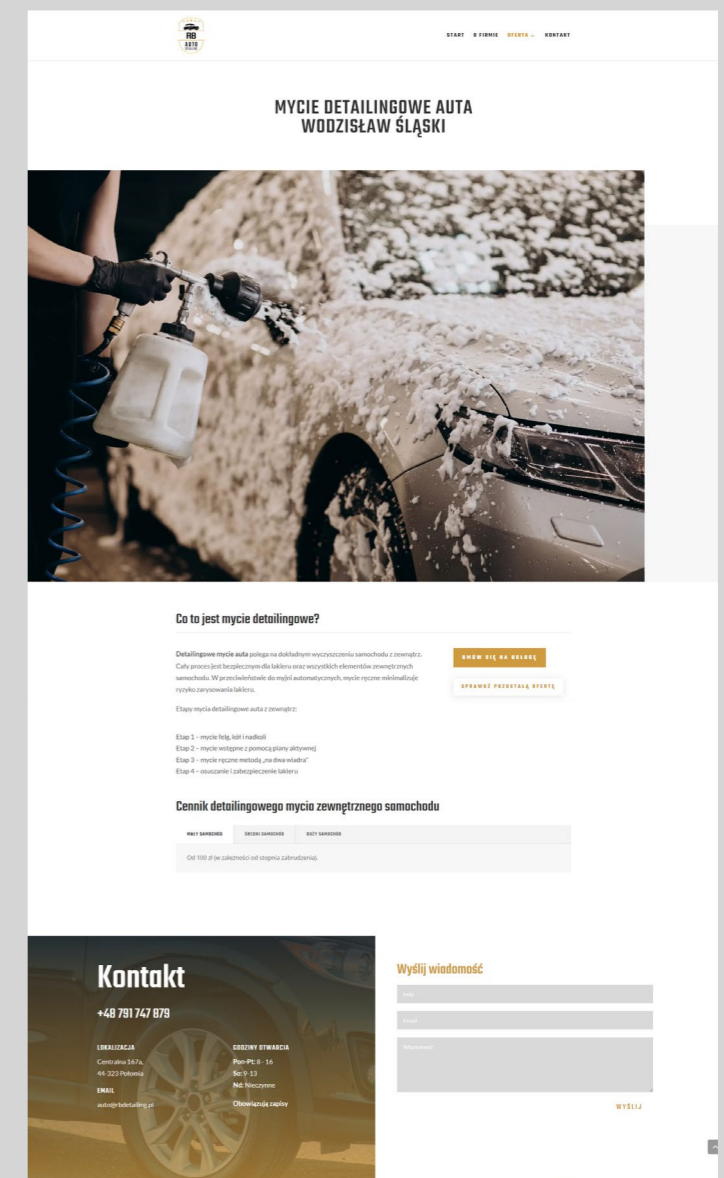 RB
AUTO
START O FIRMIE OFERTA KONTAKT
MYCIE DETAILINGOWE AUTA
WODZISŁAW ŚLĄSKI
Co to jest mycie detailingowe?
Detailingowe mycie auta polega na dokładnym wyczyszczeniu samochodu z zewnątrz.
Cały proces jest bezpiecznym dla lakieru oraz wszystkich elementów zewnętrznych
samochodu. W przeciwieństwie do myjni automatycznych, mycie ręczne minimalizuje
ryzyko zarysowania lakieru.
UMÓW SIĘ NA USŁUGĘ
SPRAWDŹ POZOSTAŁĄ OFERTĘ
Etapy mycia detailingowe auta z zewnątrz:
Etap 1 – mycie felg, kół i nadkoli
Etap 2 – mycie wstępne z pomocą piany aktywnej
Etap 3 – mycie ręczne metodą „na dwa wiadra"
Etap 4 – osuszanie i zabezpieczenie lakieru
Cennik detailingowego mycia zewnętrznego samochodu
MAŁY SAMOCHÓD ŚREDNI SAMOCHÓD DUŻY SAMOCHÓD
Od 100 zł (w zależności od stopnia zabrudzenia).
Kontakt
+48 791 747 879
LOKALIZACJA
Centralna 167a,
44-323 Połomia
EMAIL
auto@rbdetailing.pl
GODZINY OTWARCIA
Pon-Pt: 8 - 16
So: 9-13
Nd: Nieczynne
Obowiązują zapisy
Wyślij wiadomość
Imię
Email
Wiadomość
WYŚLIJ